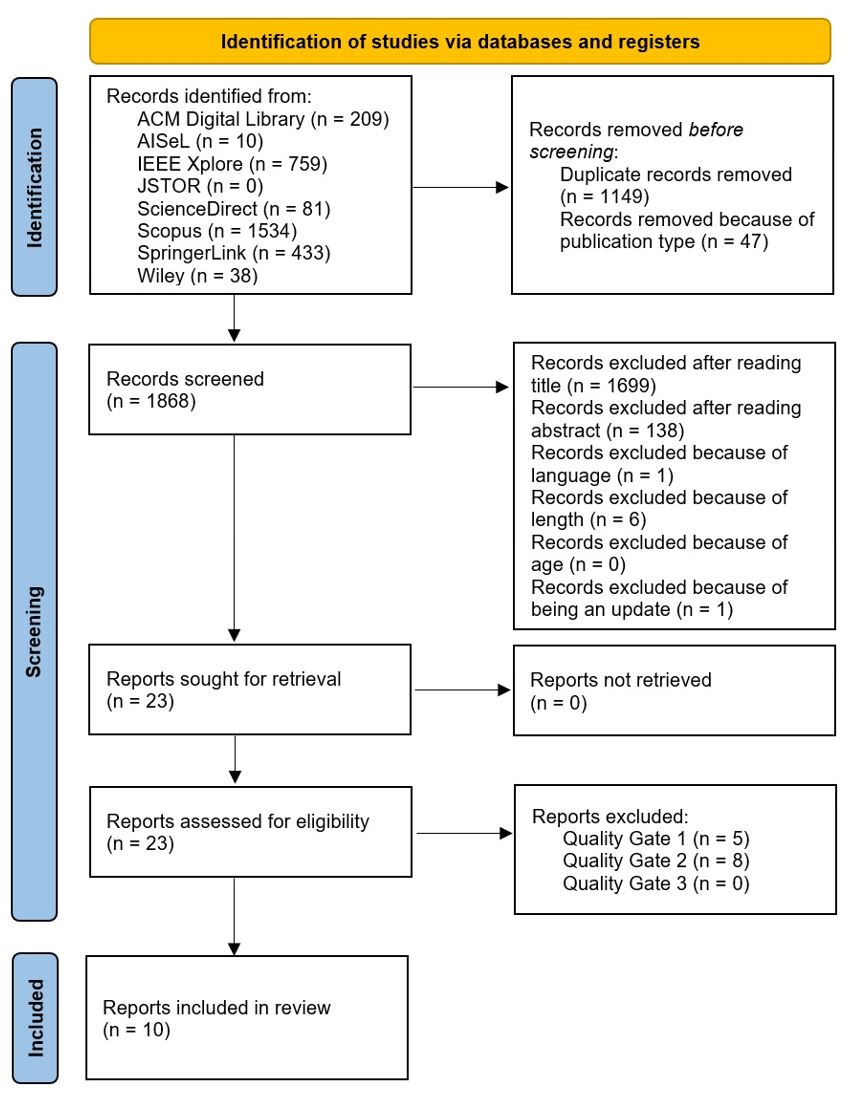 Identification of studies via databases and registers
Identification
Records identified from:
ACM Digital Library (n = 209)
AISeL (n = 10)
IEEE Xplore (n = 759)
JSTOR (n = 0)
ScienceDirect (n = 81)
Scopus (n = 1534)
SpringerLink (n = 433)
Wiley (n = 38)
Records removed before
screening:
Duplicate records removed
(n = 1149)
Records removed because of
publication type (n = 47)
Screening
Records screened
(n = 1868)
Records excluded after reading
title (n = 1699)
Records excluded after reading
abstract (n = 138)
Records excluded because of
language (n = 1)
Records excluded because of
length (n = 6)
Records excluded because of
age (n = 0)
Records excluded because of
being an update (n = 1)
Reports sought for retrieval
(n = 23)
Reports not retrieved
(n = 0)
Reports assessed for eligibility
(n = 23)
Reports excluded:
Quality Gate 1 (n = 5)
Quality Gate 2 (n = 8)
Quality Gate 3 (n = 0)
Included
Reports included in review
(n = 10)